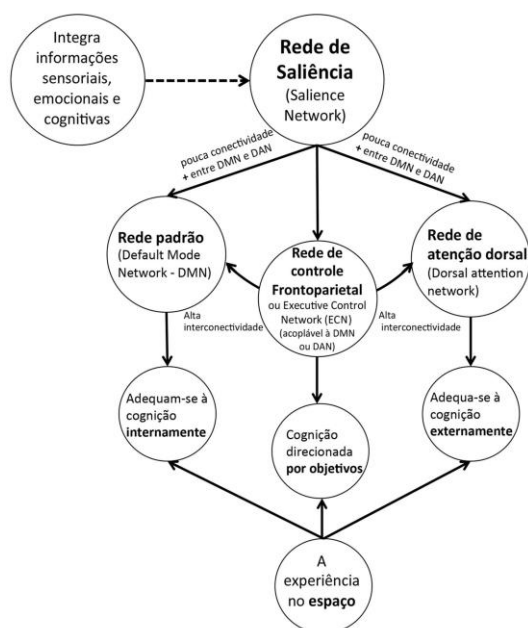 Integra
informações
sensoriais,
emocionais e
cognitivas
Rede de
Saliência
(Salience
Network)
pouca conectividade
+ entre DMN e DAN
pouca conectividade
+ entre DMN e DAN
Rede padrão
(Default Mode
Network - DMN)
Rede de
controle
Frontoparietal
ou Executive Control
Network (ECN)
(acoplável à DMN
ou DAN)
Rede de
atenção dorsal
(Dorsal attention
network)
Alta
interconectividade
Alta
interconectividade
Adequam-se à
cognição
internamente
Cognição
direcionada
por objetivos
Adequa-se à
cognição
externamente
A
experiência
no espaço